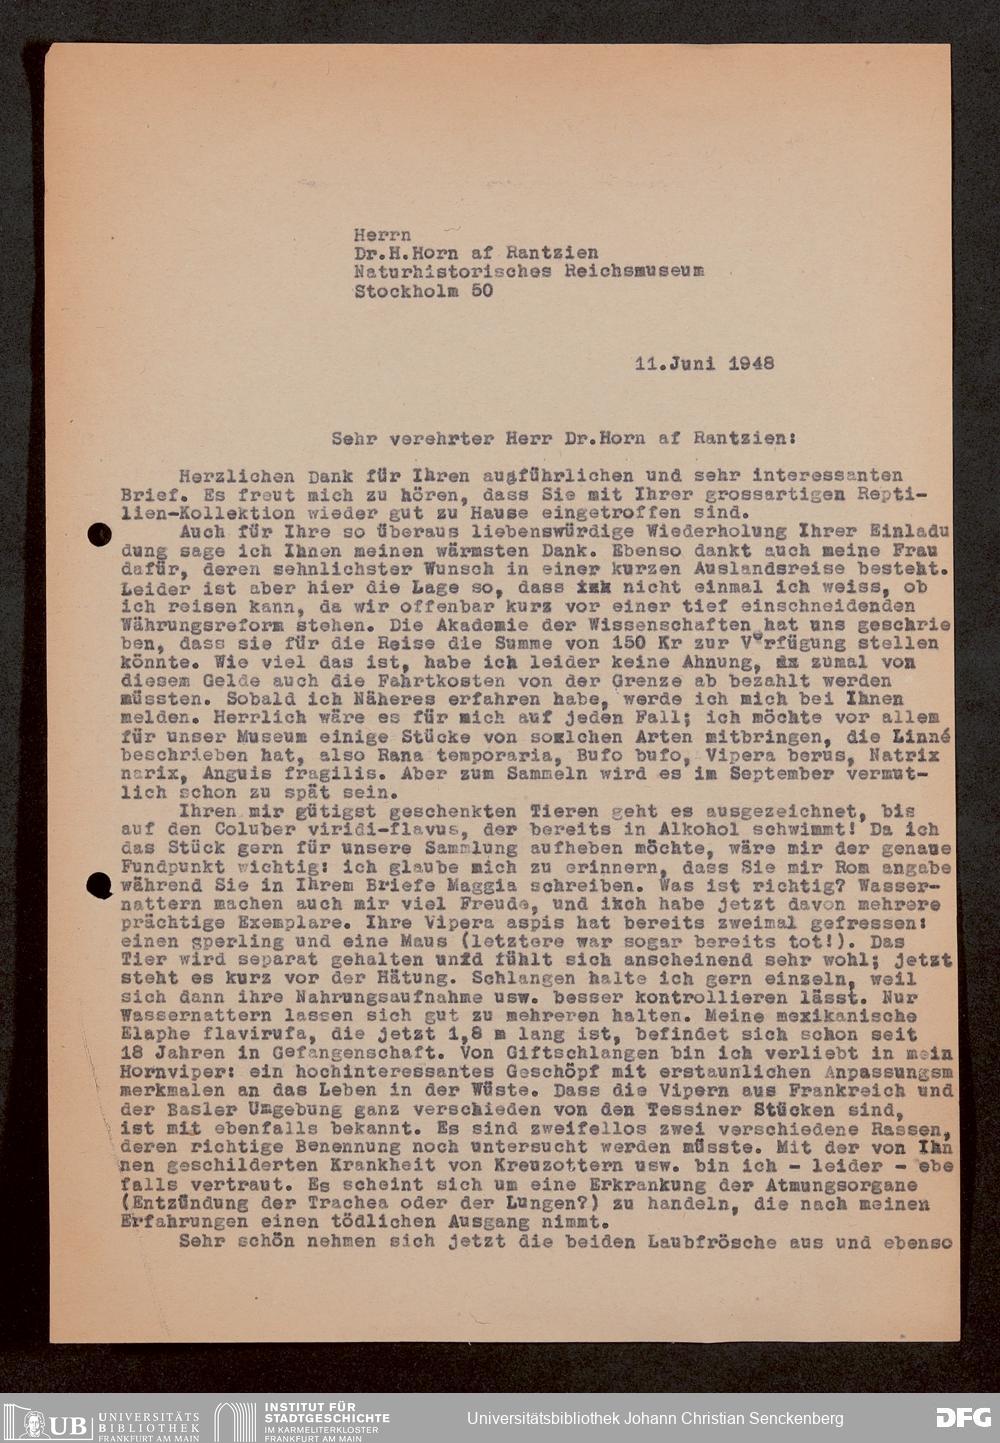 Herrn
Dr.H.Horn af Rantzien
Naturhistorisches Reichsmuseum
Stockholm 50
11.Juni 1948
Sehr verehrter Herr Dr.Horn af Rantzien:
Herzlichen Dank für Ihren ausführlichen und sehr interessanten
Brief. Es freut mich zu hören, dass Sie mit Ihrer grossartigen Repti-
lien-Kollektion wieder gut zu Hause eingetroffen sind.
Auch für Ihre so überaus liebenswürdige Wiederholung Ihrer Einladu
dung sage ich Ihnen meinen wärmsten Dank. Ebenso dankt auch meine Frau
dafür, deren sehnlichster Wunsch in einer kurzen Auslandsreise besteht.
Leider ist aber hier die Lage so, dass nicht einmal ich weiss, ob
ich reisen kann, da wir offenbar kurz vor einer tief einschneidenden
Währungsreform stehen. Die Akademie der Wissenschaften hat uns geschrie
ben, dass sie für die Reise die Summe von 150 Kr zur Verfügung stellen
könnte. Wie viel das ist, habe ich leider keine Ahnung, zumal von
diesem Gelde auch die Fahrtkosten von der Grenze ab bezahlt werden
müssten. Sobald ich Näheres erfahren habe, werde ich mich bei Ihnen
melden. Herrlich wäre es für mich auf jeden Fall; ich möchte vor allem
für unser Museum einige Stücke von solchen Arten mitbringen, die Linné
beschrieben hat, also Rana temporaria, Bufo bufo, Vipera berus, Natrix
narix, Anguis fragilis. Aber zum Sammeln wird es im September vermut-
lich schon zu spät sein.
Ihren mir gütigst geschenkten Tieren geht es ausgezeichnet, bis
auf den Coluber viridi-flavus, der bereits in Alkohol schwimmt! Da ich
das Stück gern für unsere Sammlung aufheben möchte, wäre mir der genaue
Fundpunkt wichtig: ich glaube mich zu erinnern, dass Sie mir Rom angabe
während Sie in Ihrem Briefe Maggia schreiben. Was ist richtig? Wasser-
nattern machen auch mir viel Freude, und ich habe jetzt davon mehrere
prächtige Exemplare. Ihre Vipera aspis hat bereits zweimal gefressen:
einen sperling und eine Maus (letztere war sogar bereits tot!). Das
Tier wird separat gehalten und fühlt sich anscheinend sehr wohl; jetzt
steht es kurz vor der Hätung. Schlangen halte ich gern einzeln, weil
sich dann ihre Nahrungsaufnahme usw. besser kontrollieren lässt. Nur
Wassernattern lassen sich gut zu mehreren halten. Meine mexikanische
Elaphe flavirufa, die jetzt 1,8 m lang ist, befindet sich schon seit
18 Jahren in Gefangenschaft. Von Giftschlangen bin ich verliebt in mein
Hornviper: ein hochinteressantes Geschöpf mit erstaunlichen Anpassungsm
merkmalen an das Leben in der Wüste. Dass die Vipern aus Frankreich und
der Basler Umgebung ganz verschieden von den Tessiner Stücken sind,
ist mit ebenfalls bekannt. Es sind zweifellos zwei verschiedene Rassen,
deren richtige Benennung noch untersucht werden müsste. Mit der von Ihn
nen geschilderten Krankheit von Kreuzottern usw. bin ich - leider - ebe
falls vertraut. Es scheint sich um eine Erkrankung der Atmungsorgane
(Entzündung der Trachea oder der Lungen?) zu handeln, die nach meinen
Erfahrungen einen tödlichen Ausgang nimmt.
Sehr schön nehmen sich jetzt die beiden Laubfrösche aus und ebenso
UB UNIVERSITÄTS
BIBLIOTHEK
FRANKFURT AM MAIN
INSTITUT FÜR
STADTGESCHICHTE
IM KARMELITERKLOSTER
FRANKFURT AM MAIN
Universitätsbibliothek Johann Christian Senckenberg
DFG